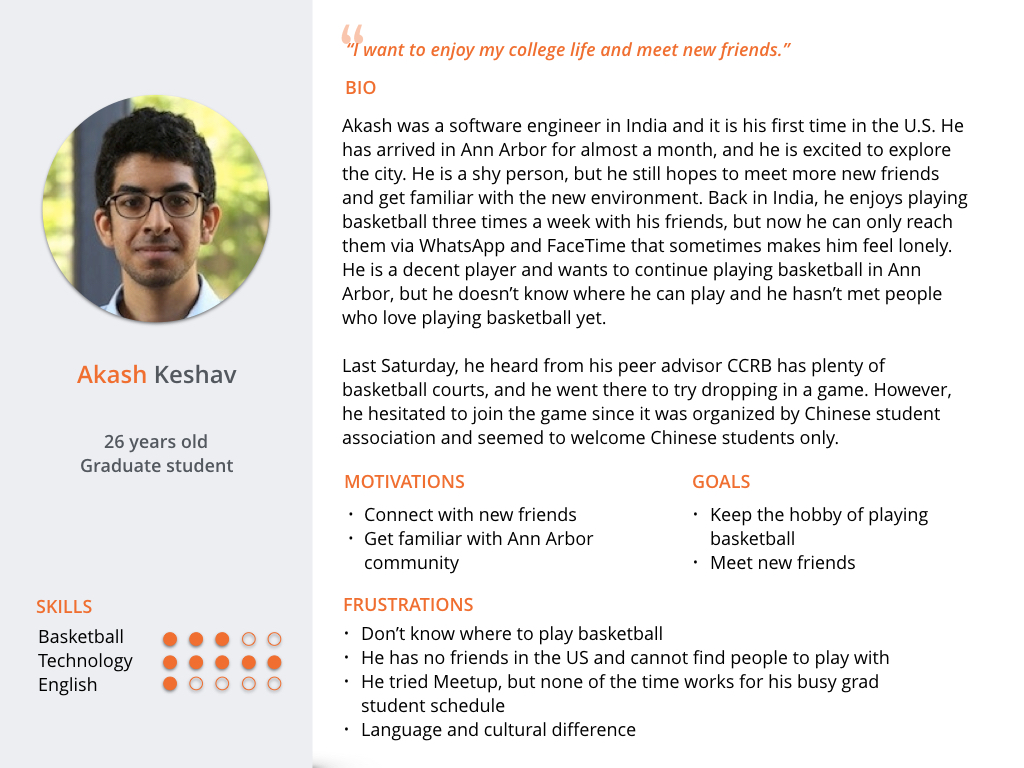 “I want to enjoy my college life and meet new friends.”
BIO
Akash was a software engineer in India and it is his first time in the U.S. He
has arrived in Ann Arbor for almost a month, and he is excited to explore
the city. He is a shy person, but he still hopes to meet more new friends
and get familiar with the new environment. Back in India, he enjoys playing
basketball three times a week with his friends, but now he can only reach
them via WhatsApp and FaceTime that sometimes makes him feel lonely.
He is a decent player and wants to continue playing basketball in Ann
Arbor, but he doesn’t know where he can play and he hasn’t met people
who love playing basketball yet.
Last Saturday, he heard from his peer advisor CCRB has plenty of
basketball courts, and he went there to try dropping in a game. However,
he hesitated to join the game since it was organized by Chinese student
association and seemed to welcome Chinese students only.
Akash Keshav
26 years old
Graduate student
SKILLS
Basketball
Technology
English
MOTIVATIONS
· Connect with new friends
· Get familiar with Ann Arbor
community
GOALS
· Keep the hobby of playing
basketball
· Meet new friends
FRUSTRATIONS
· Don’t know where to play basketball
· He has no friends in the US and cannot find people to play with
· He tried Meetup, but none of the time works for his busy grad
student schedule
· Language and cultural difference